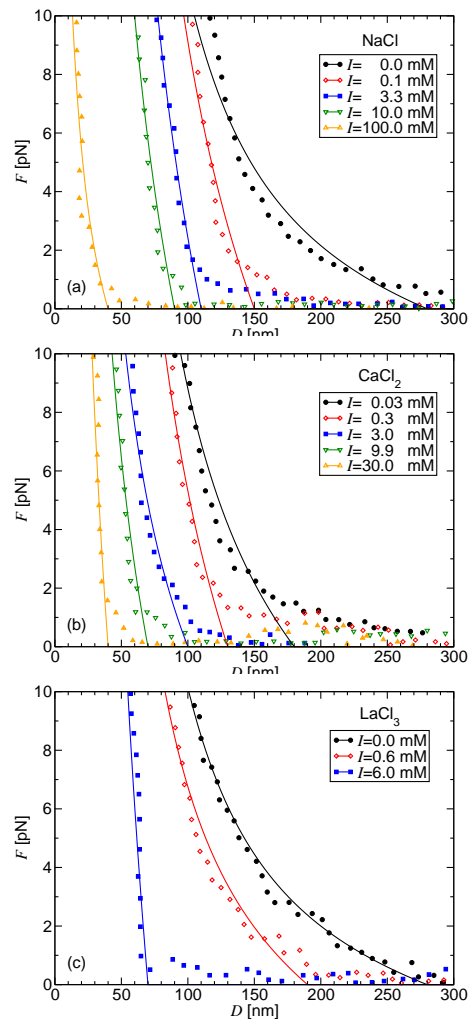 10
8
6
4
2
0
F [pN]
NaCl
I= 0.0 mM
I= 0.1 mM
I= 3.3 mM
I= 10.0 mM
I=100.0 mM
(a)
0 50 100 150 200 250 300
D [nm]
10
8
6
4
2
0
F [pN]
CaCl2
I= 0.03 mM
I= 0.3 mM
I= 3.0 mM
I= 9.9 mM
I=30.0 mM
(b)
0 50 100 150 200 250 300
D [nm]
10
8
6
4
2
0
F [pN]
LaCl3
I=0.0 mM
I=0.6 mM
I=6.0 mM
(c)
0 50 100 150 200 250 300
D [nm]